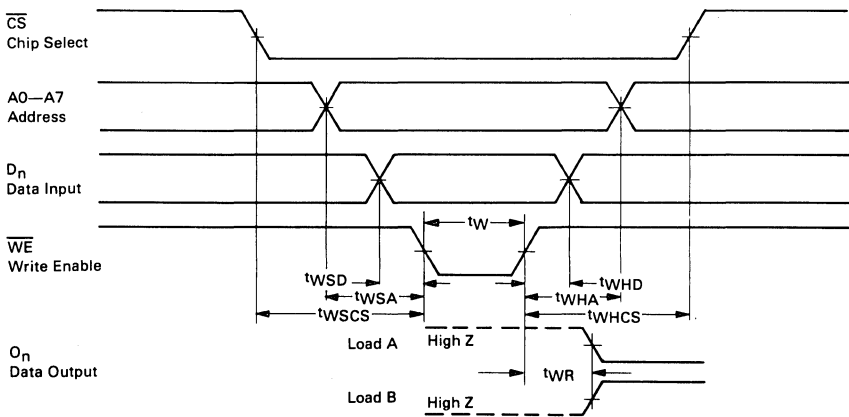 CS
Chip Select
A0—A7
Address
Dn
Data Input
tW
WE
Write Enable
tWSD
tWHD
tWSA
tWHA
tWSCS
tWHCS
On
Data Output
Load A
High Z
tWR
Load B
High Z